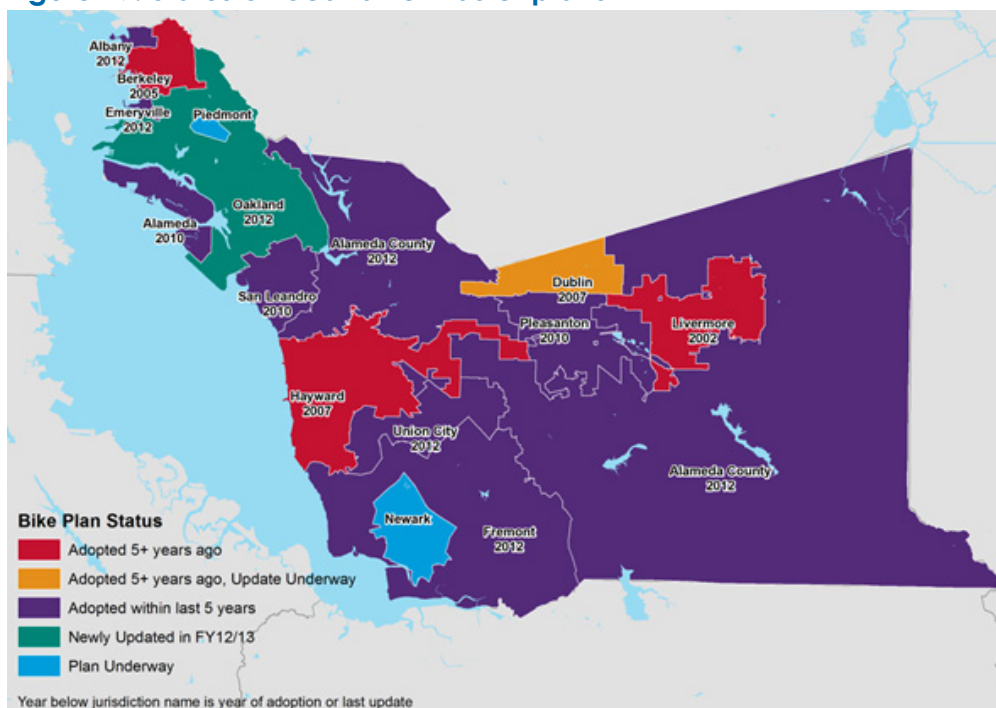 Albany
2012
Berkeley
2005
Emeryville
2012
Piedmont
Oakland
2012
Alameda
2010
Alameda County
2012
San Leandro
2010
Dublin
2007
Pleasanton
2010
Livermore
2002
Hayward
2007
Union City
2012
Alameda County
2012
Newark
Fremont
2012
Bike Plan Status
Adopted 5+ years ago
Adopted 5+ years ago, Update Underway
Adopted within last 5 years
Newly Updated in FY12/13
Plan Underway
Year below jurisdiction name is year of adoption or last update